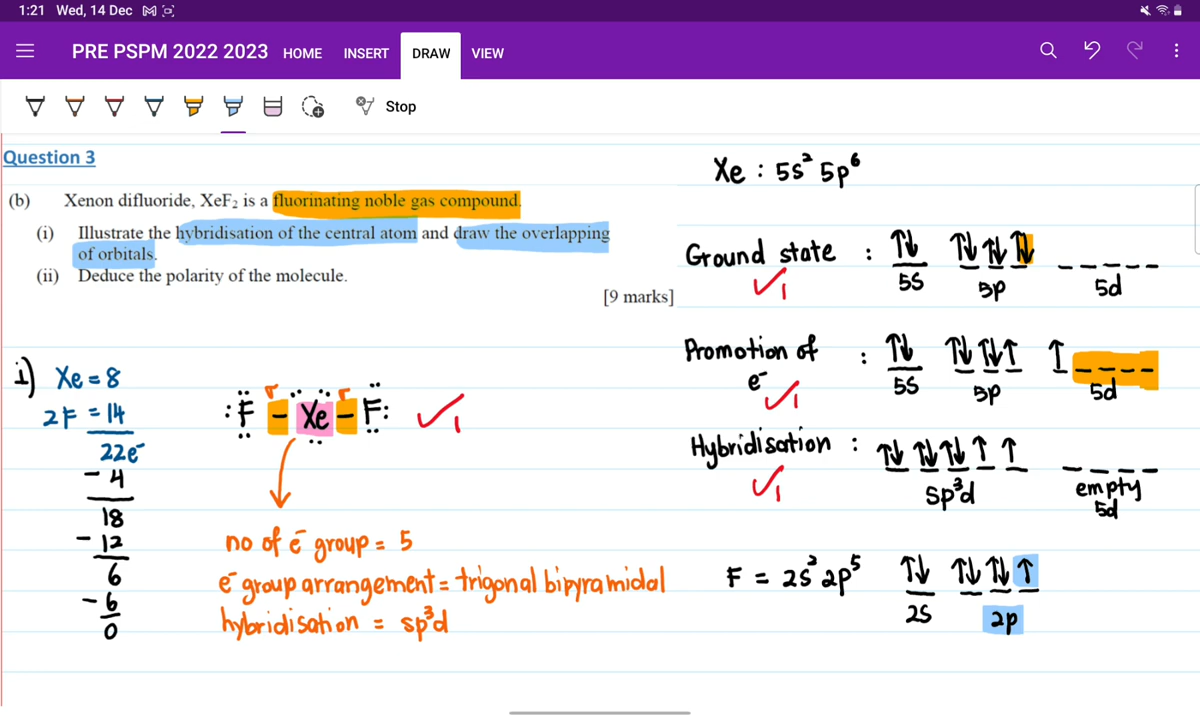 1:21 Wed, 14 Dec
PRE PSPM 2022 2023 HOME INSERT DRAW VIEW
Stop
Question 3
(b) Xenon difluoride, XeF₂ is a fluorinating noble gas compound.
(i) Illustrate the hybridisation of the central atom and draw the overlapping
of orbitals.
(ii) Deduce the polarity of the molecule.
[9 marks]
i) Xe = 8
2F = 14
22e⁻
- 4
18
- 12
6
- 6
0
:F - Xe - F: ✓1
no of e⁻ group = 5
e⁻ group arrangement = trigonal bipyramidal
hybridisation = sp³d
Xe : 5s² 5p⁶
Ground state : ↑↓ ↑↓ ↑↓ ↑↓
✓1 5s 5p 5d
Promotion of e⁻ : ↑↓ ↑↓ ↑↓ ↑ ↑
✓1 5s 5p 5d
Hybridisation : ↑↓ ↑↓ ↑↓ ↑ ↑
✓1 sp³d empty 5d
F = 2s² 2p⁵ ↑↓ ↑↓ ↑↓ ↑
2s 2p